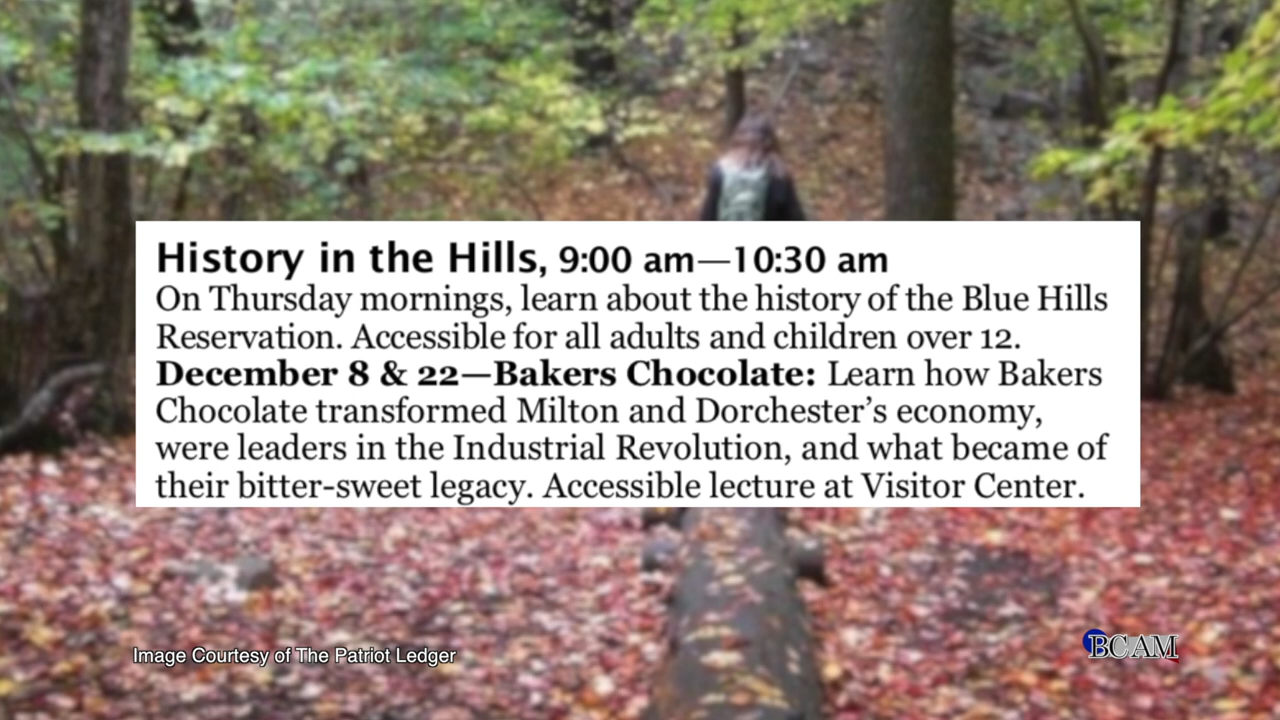 History in the Hills, 9:00 am—10:30 am
On Thursday mornings, learn about the history of the Blue Hills
Reservation. Accessible for all adults and children over 12.
December 8 & 22—Bakers Chocolate: Learn how Bakers
Chocolate transformed Milton and Dorchester's economy,
were leaders in the Industrial Revolution, and what became of
their bitter-sweet legacy. Accessible lecture at Visitor Center.
Image Courtesy of The Patriot Ledger
BCAM